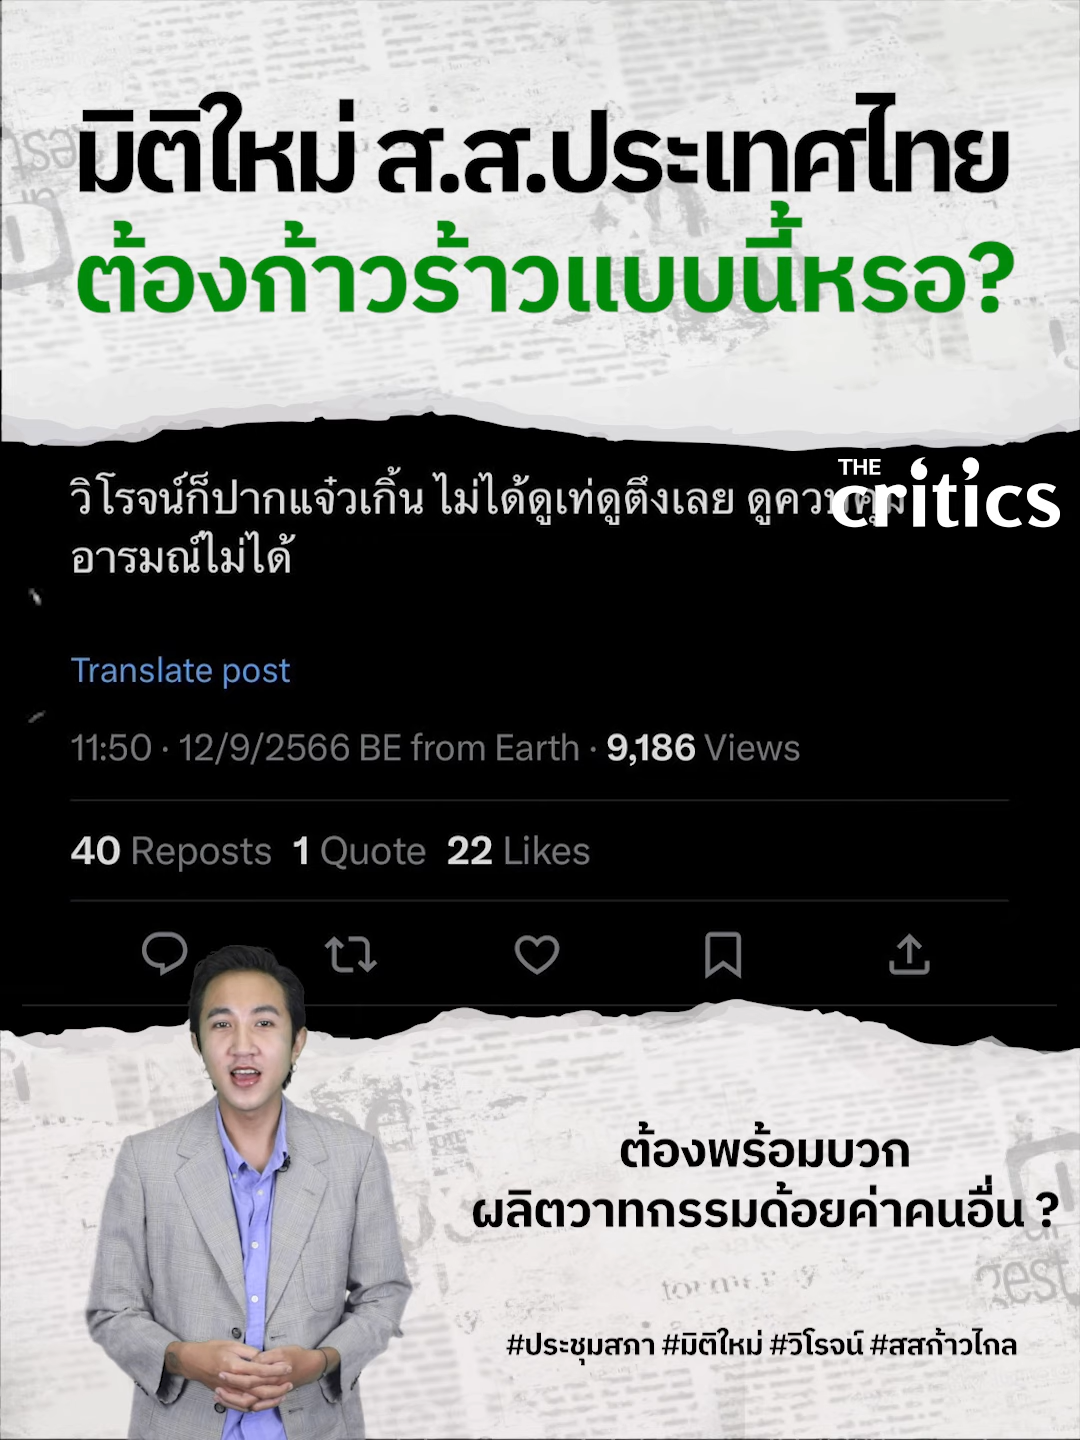 มิติใหม่ ส.ส.ประเทศไทย
ต้องก้าวร้าวแบบนี้หรอ?
THE
critics
วิโรจน์ก็ปากแจ๋วเกิ้น ไม่ได้ดูเท่ดูตึงเลย ดูควบคุม
อารมณ์ไม่ได้
Translate post
11:50 · 12/9/2566 BE from Earth · 9,186 Views
40 Reposts 1 Quote 22 Likes
ต้องพร้อมบวก
ผลิตวาทกรรมด้อยค่าคนอื่น ?
#ประชุมสภา #มิติใหม่ #วิโรจน์ #สสก้าวไกล